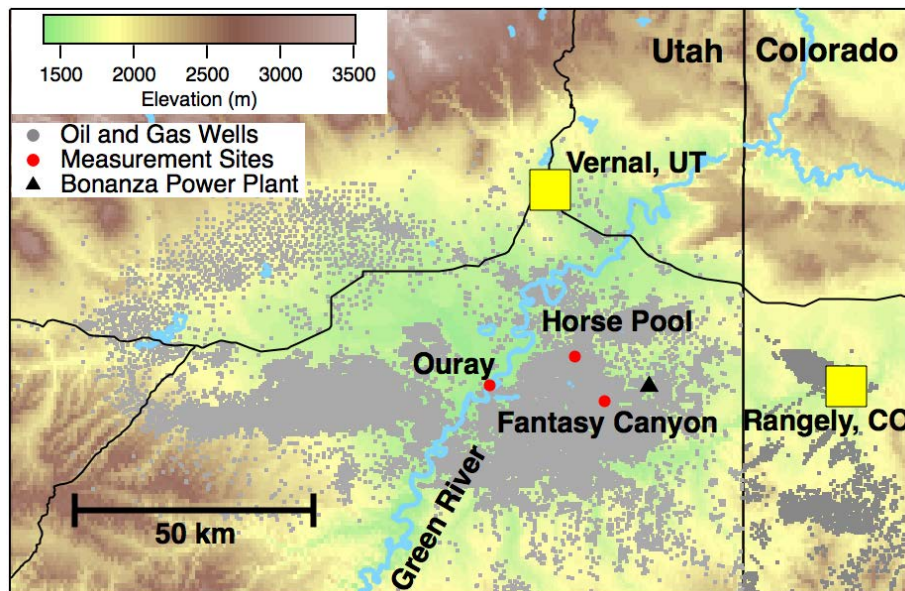 1500 2000 2500 3000 3500
Elevation (m)
Oil and Gas Wells
Measurement Sites
Bonanza Power Plant
Utah
Colorado
Vernal, UT
Horse Pool
Ouray
Fantasy Canyon
Rangely, CO
Green River
50 km